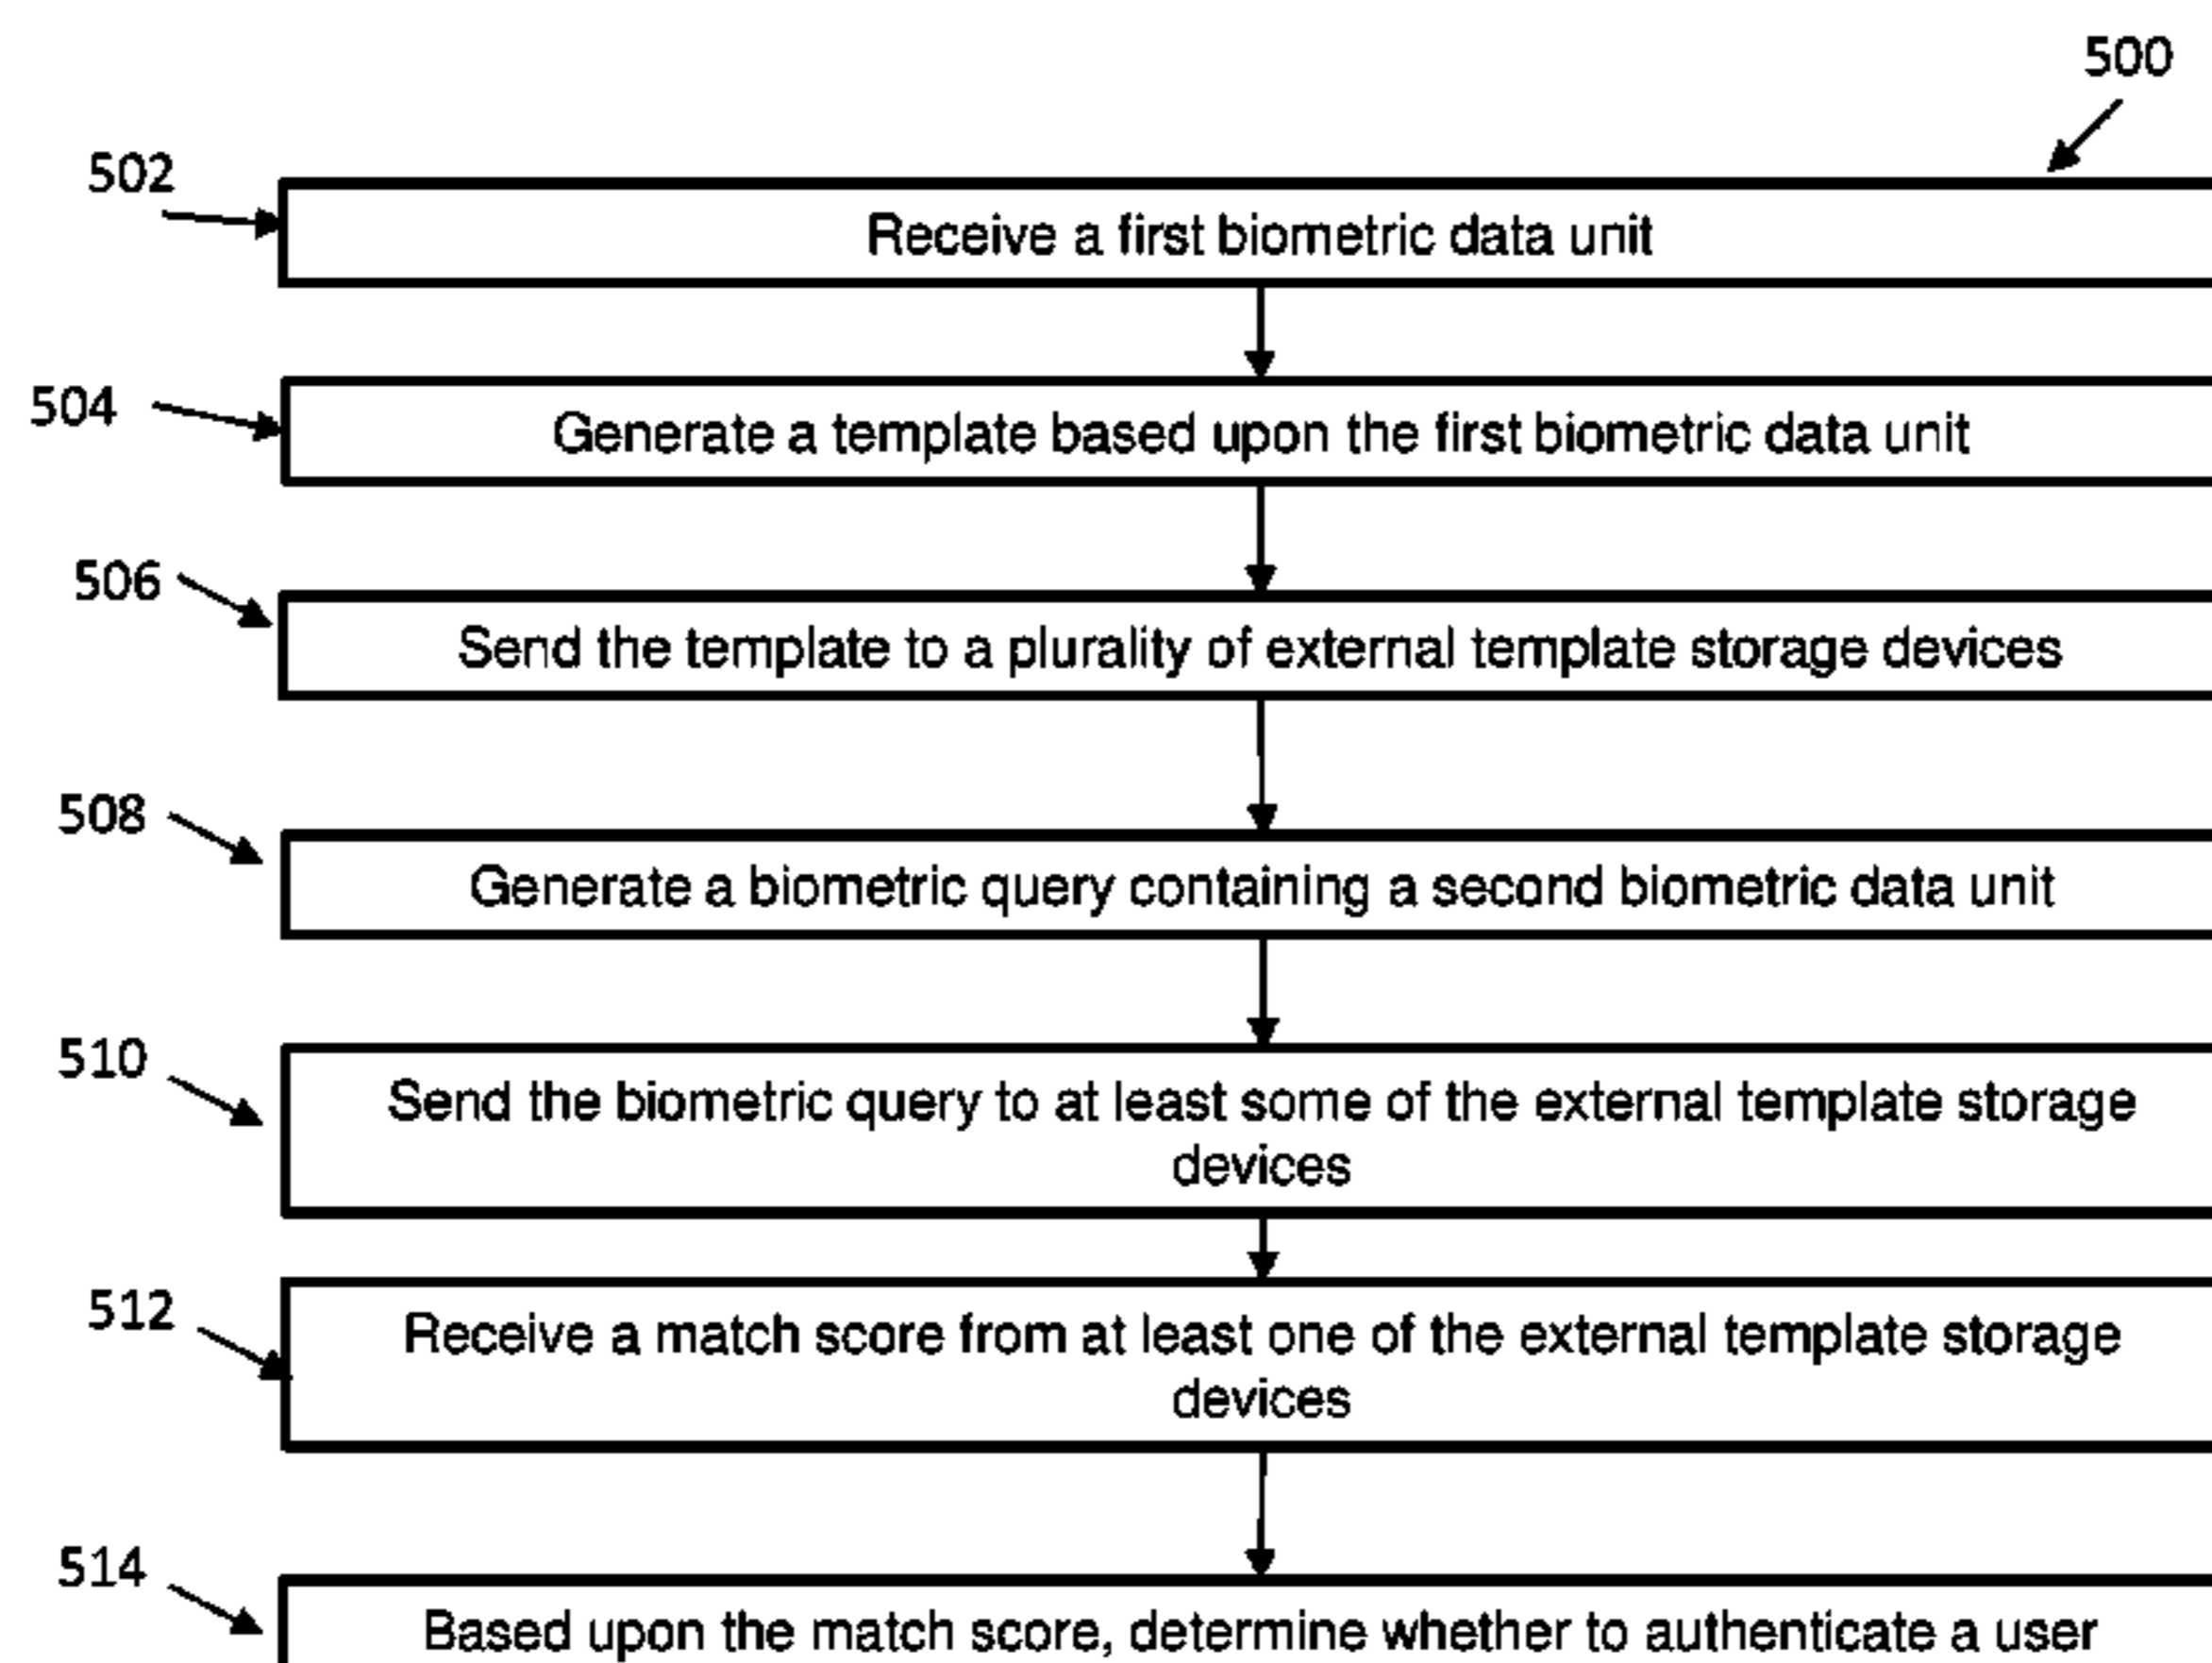 500
502
Receive a first biometric data unit
504
Generate a template based upon the first biometric data unit
506
Send the template to a plurality of external template storage devices
508
Generate a biometric query containing a second biometric data unit
510
Send the biometric query to at least some of the external template storage
devices
512
Receive a match score from at least one of the external template storage
devices
514
Based upon the match score, determine whether to authenticate a user